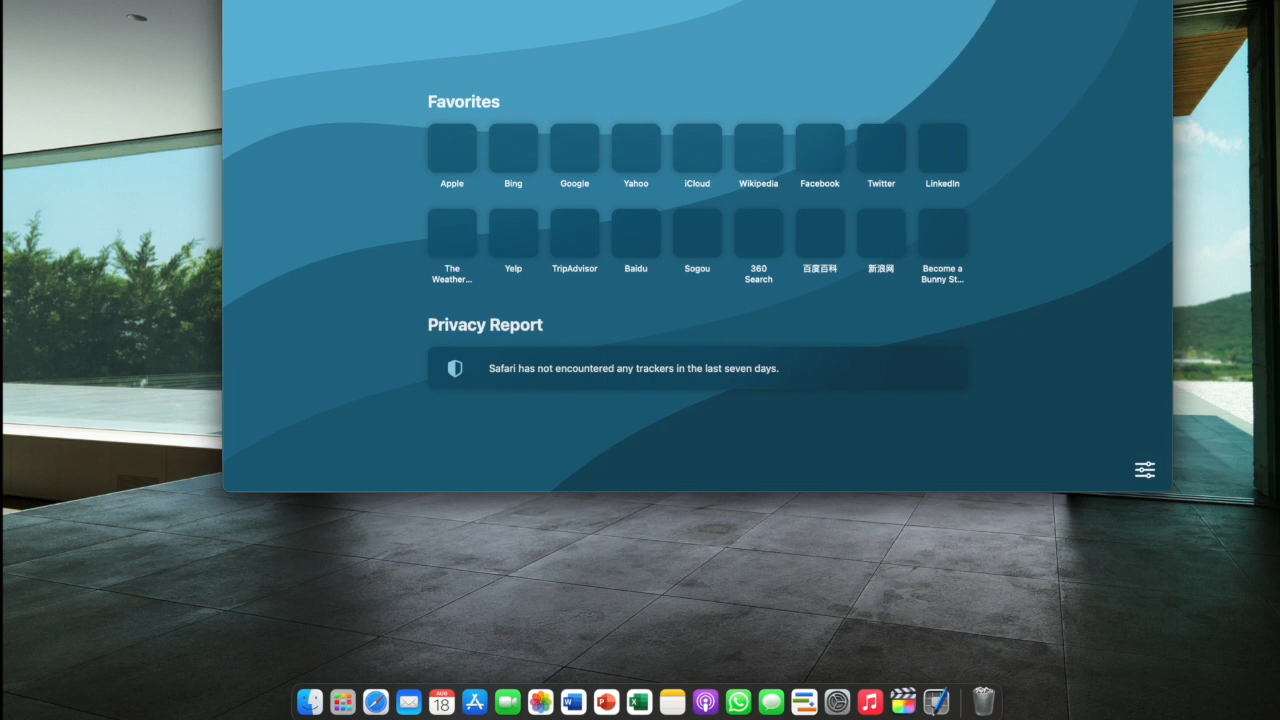 Favorites
Apple
Bing
Google
Yahoo
iCloud
Wikipedia
Facebook
Twitter
LinkedIn
The
Weather...
Yelp
TripAdvisor
Baidu
Sogou
360
Search
百度百科
新浪网
Become a
Bunny St...
Privacy Report
Safari has not encountered any trackers in the last seven days.
AUG
18
W
P
X